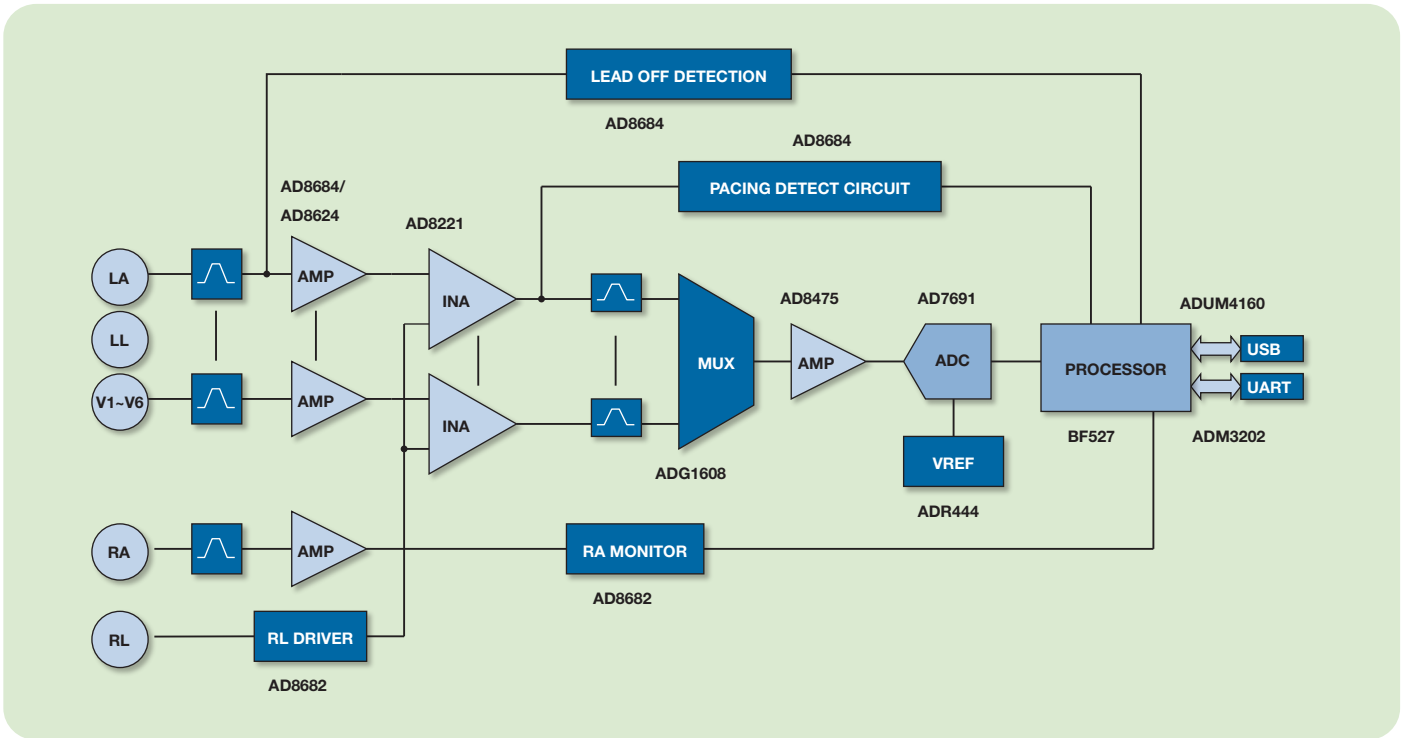 LEAD OFF DETECTION
AD8684
AD8684
PACING DETECT CIRCUIT
AD8684/
AD8624
AD8221
LA
AMP
INA
LL
V1~V6
AMP
INA
MUX
ADG1608
AD8475
AMP
AD7691
ADC
VREF
ADR444
PROCESSOR
BF527
ADUM4160
USB
UART
ADM3202
RA
AMP
RA MONITOR
AD8682
RL
RL DRIVER
AD8682